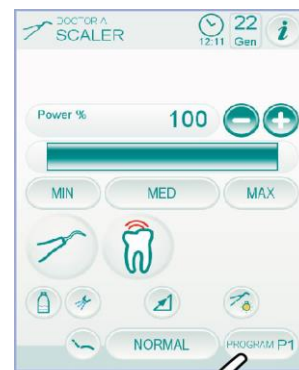 DOCTOR A
SCALER
12:11
22
Gen
i
Power %
100
MIN
MED
MAX
NORMAL
PROGRAM P1